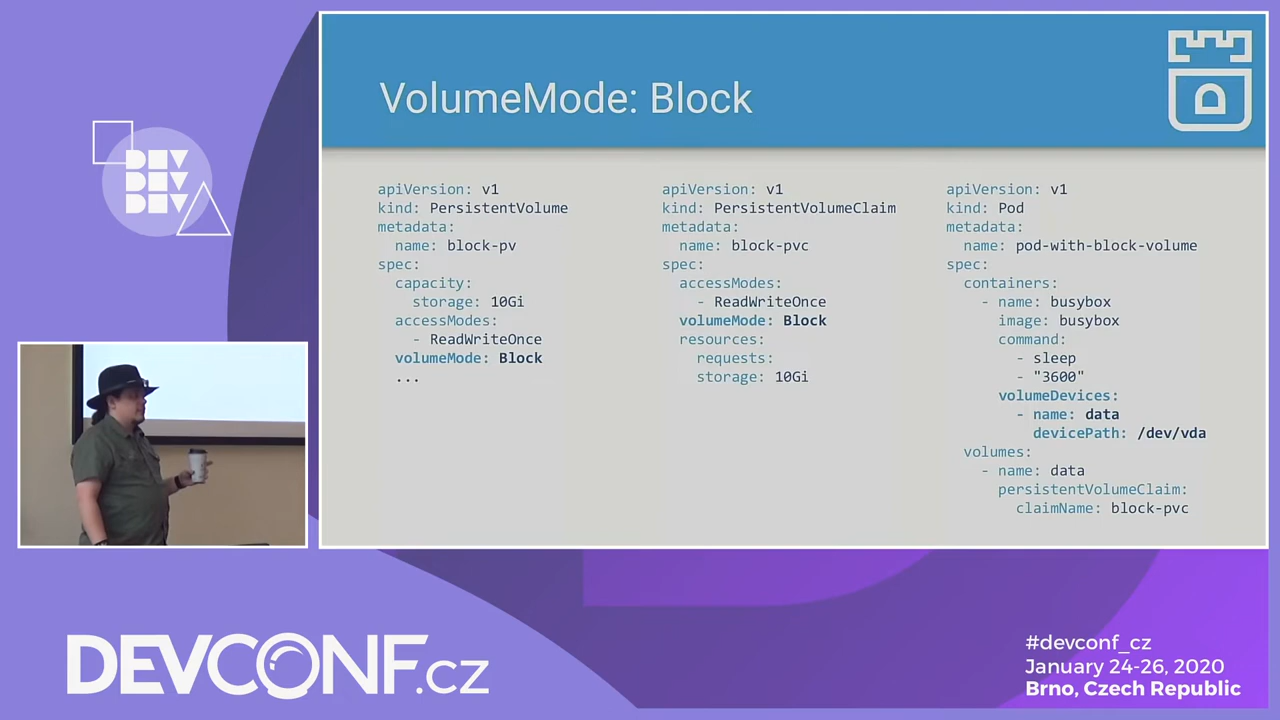 VolumeMode: Block
apiVersion: v1
kind: PersistentVolume
metadata:
  name: block-pv
spec:
  capacity:
    storage: 10Gi
  accessModes:
    - ReadWriteOnce
  volumeMode: Block
  ...
apiVersion: v1
kind: PersistentVolumeClaim
metadata:
  name: block-pvc
spec:
  accessModes:
    - ReadWriteOnce
  volumeMode: Block
  resources:
    requests:
    storage: 10Gi
apiVersion: v1
kind: Pod
metadata:
  name: pod-with-block-volume
spec:
  containers:
    - name: busybox
      image: busybox
      command:
        - sleep
        - "3600"
      volumeDevices:
        - name: data
          devicePath: /dev/vda
  volumes:
    - name: data
      persistentVolumeClaim:
        claimName: block-pvc
DEV
DEV
DEV
DEVCONF.cz
#devconf_cz
January 24-26, 2020
Brno, Czech Republic